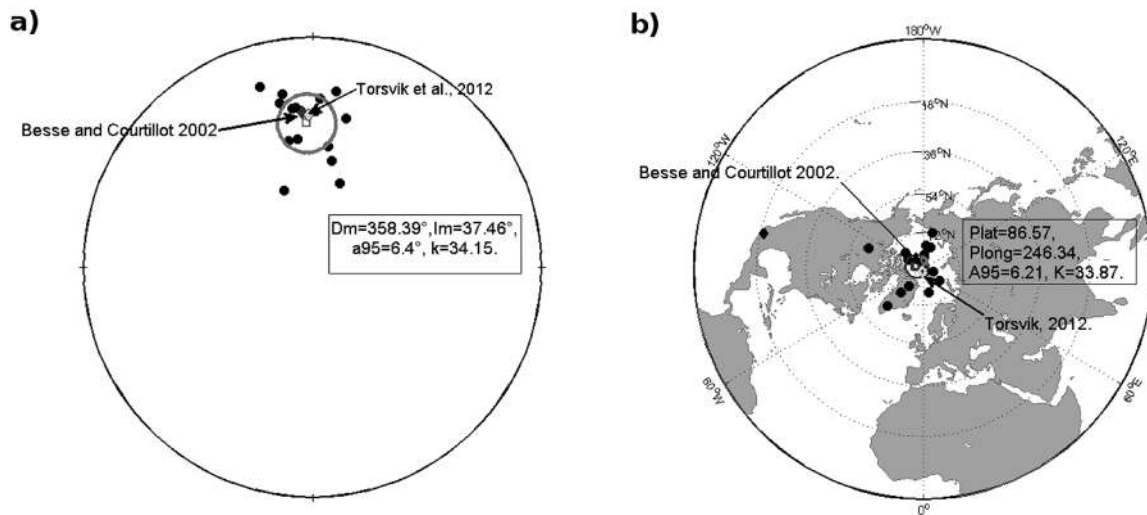 a)
Torsvik et al., 2012
Besse and Courtillot 2002
Dm=358.39°,Im=37.46°,
a95=6.4°, k=34.15.
b)
180°W
18°N
120°W
120°E
36°N
Besse and Courtillot 2002.
54°N
Plat=86.57,
Plong=246.34,
A95=6.21, K=33.87.
Torsvik, 2012.
60°W
60°E
0°